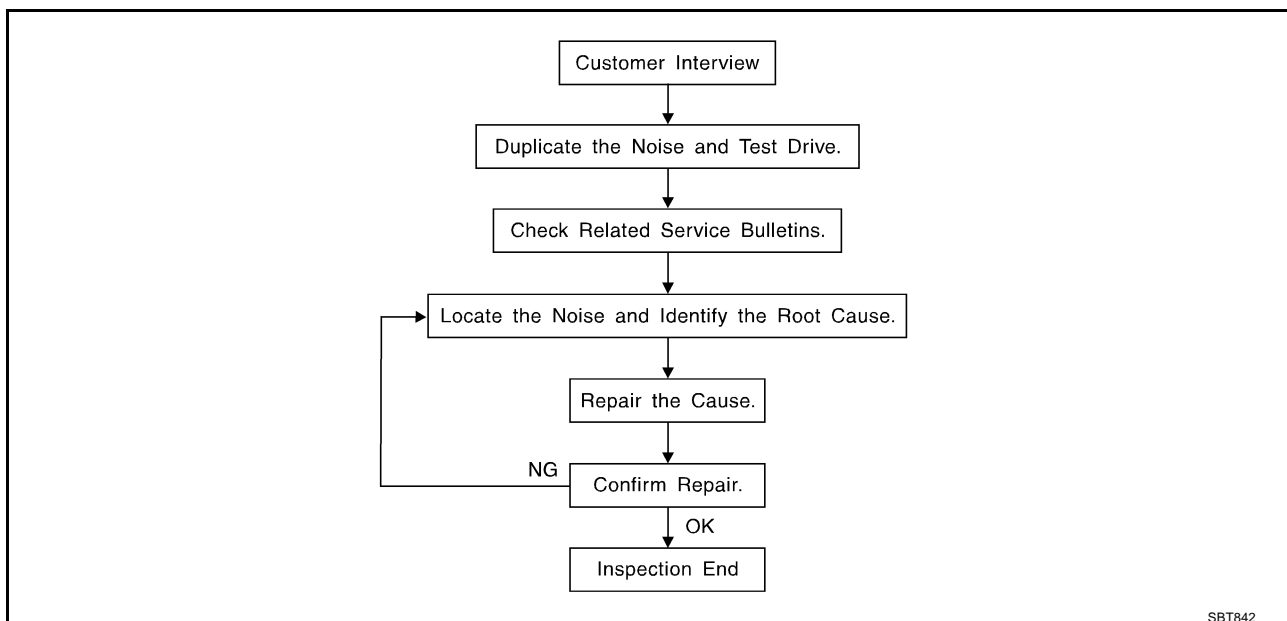 Customer Interview
Duplicate the Noise and Test Drive.
Check Related Service Bulletins.
Locate the Noise and Identify the Root Cause.
Repair the Cause.
NG
Confirm Repair.
OK
Inspection End
SBT842